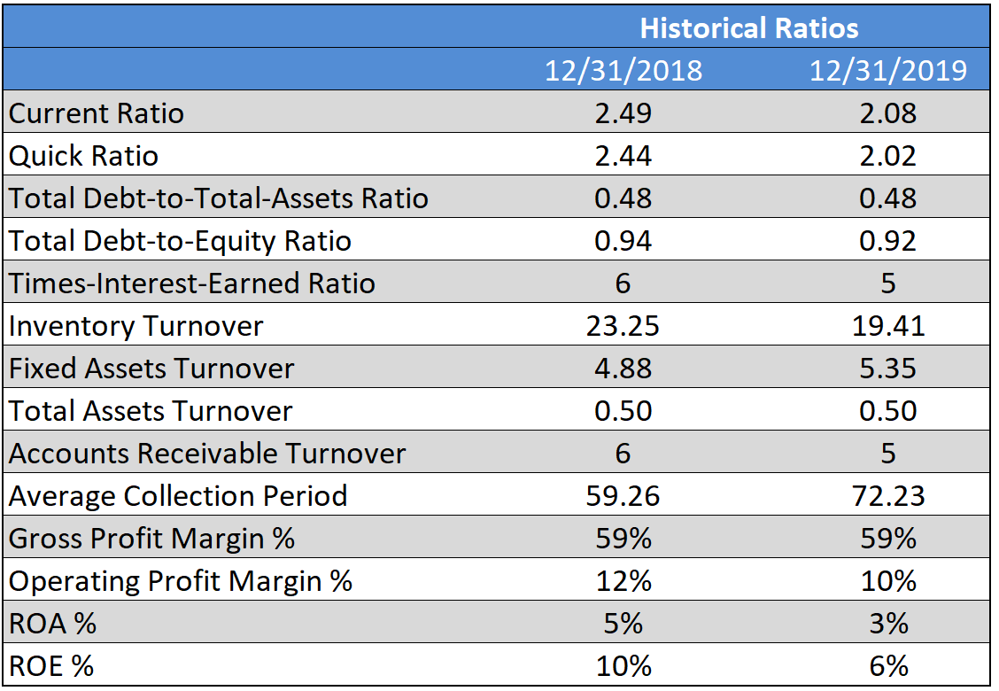 Historical Ratios
12/31/2018 12/31/2019
Current Ratio 2.49 2.08
Quick Ratio 2.44 2.02
Total Debt-to-Total-Assets Ratio 0.48 0.48
Total Debt-to-Equity Ratio 0.94 0.92
Times-Interest-Earned Ratio 6 5
Inventory Turnover 23.25 19.41
Fixed Assets Turnover 4.88 5.35
Total Assets Turnover 0.50 0.50
Accounts Receivable Turnover 6 5
Average Collection Period 59.26 72.23
Gross Profit Margin % 59% 59%
Operating Profit Margin % 12% 10%
ROA % 5% 3%
ROE % 10% 6%